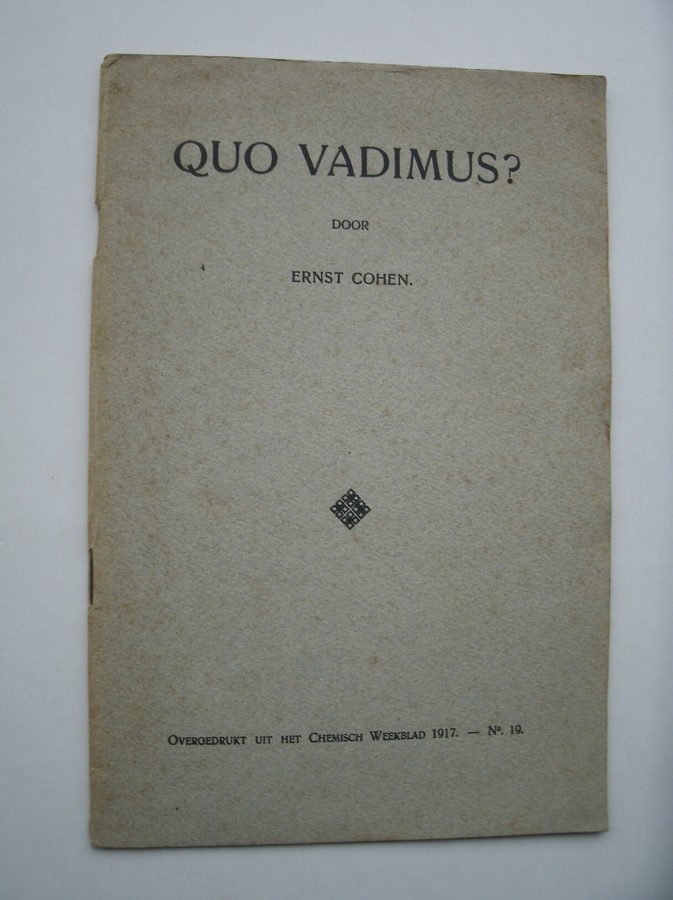 QUO VADIMUS?
DOOR
ERNST COHEN.
OVERGEDRUKT UIT HET CHEMISCH WEEKBLAD 1917. — Nº. 19.